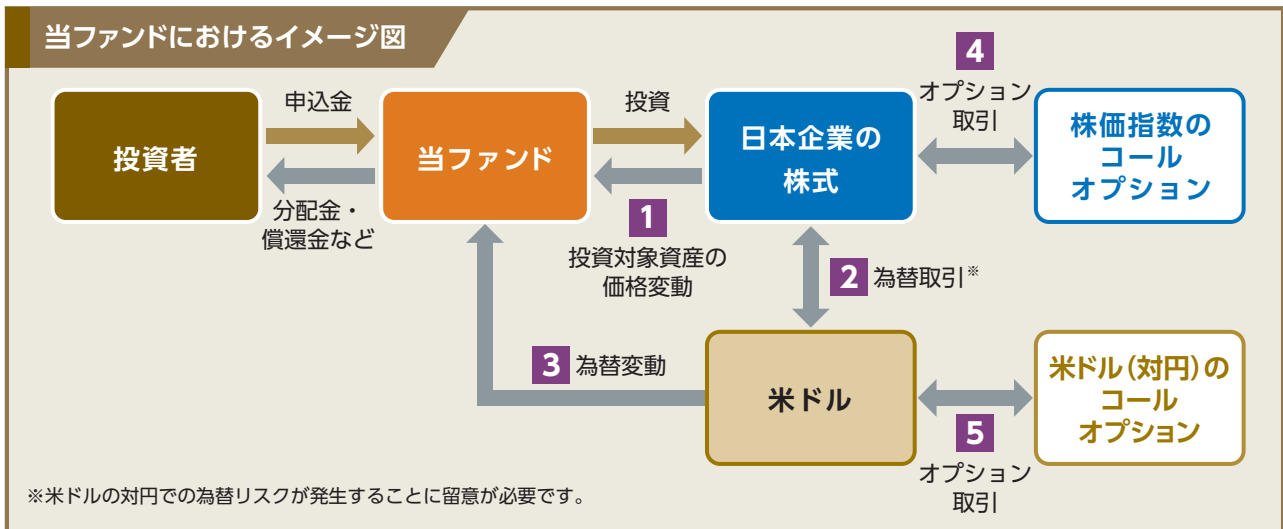 当ファンドにおけるイメージ図
投資者
申込金
分配金・
償還金など
当ファンド
投資
1
投資対象資産の
価格変動
日本企業の
株式
4
オプション
取引
株価指数の
コール
オプション
2 為替取引※
3 為替変動
米ドル
5
オプション
取引
米ドル(対円)の
コール
オプション
※米ドルの対円での為替リスクが発生することに留意が必要です。